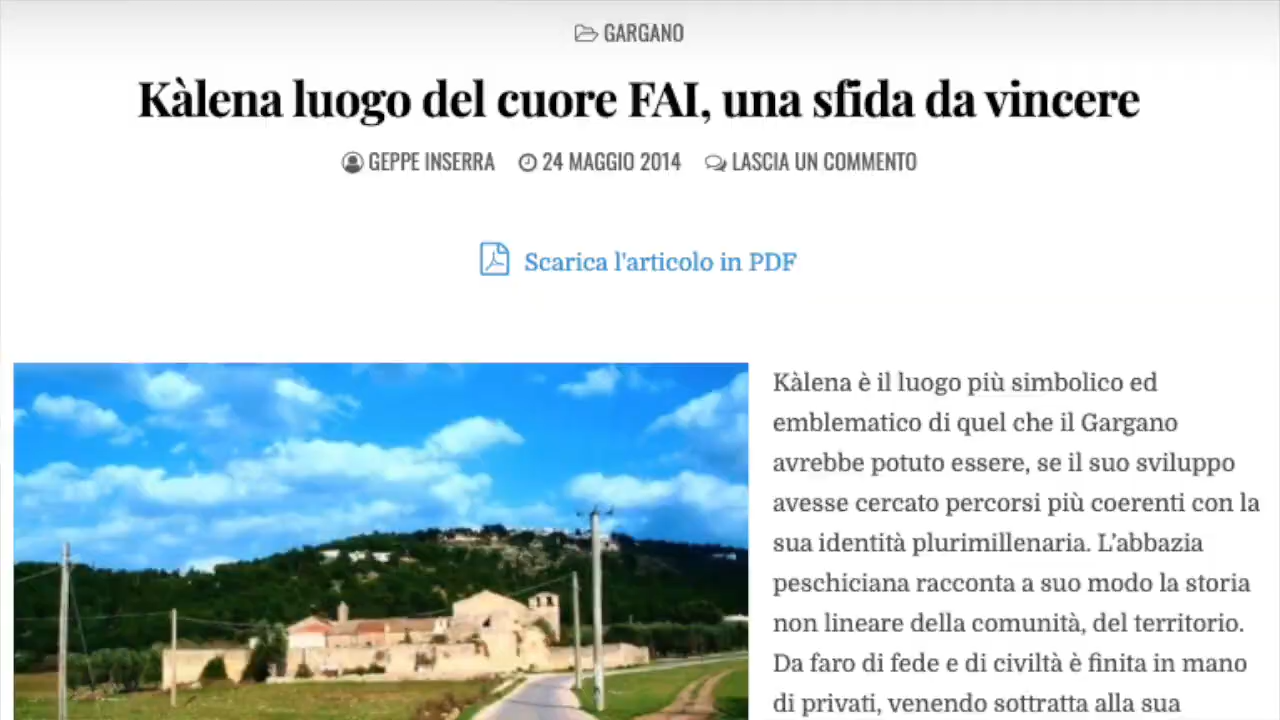 GARGANO
Kàlena luogo del cuore FAI, una sfida da vincere
GEPPE INSERRA 24 MAGGIO 2014 LASCIA UN COMMENTO
Scarica l'articolo in PDF
Kàlena è il luogo più simbolico ed
emblematico di quel che il Gargano
avrebbe potuto essere, se il suo sviluppo
avesse cercato percorsi più coerenti con la
sua identità plurimillenaria. L’abbazia
peschiciana racconta a suo modo la storia
non lineare della comunità, del territorio.
Da faro di fede e di civiltà è finita in mano
di privati, venendo sottratta alla sua